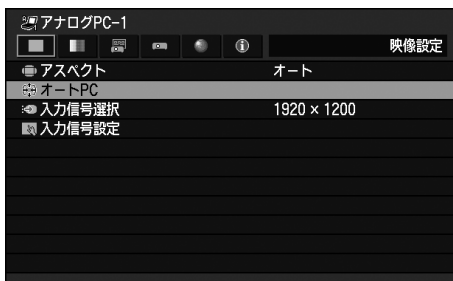 アナログPC-1
映像設定
アスペクト オート
オートPC
入力信号選択 1920 × 1200
入力信号設定